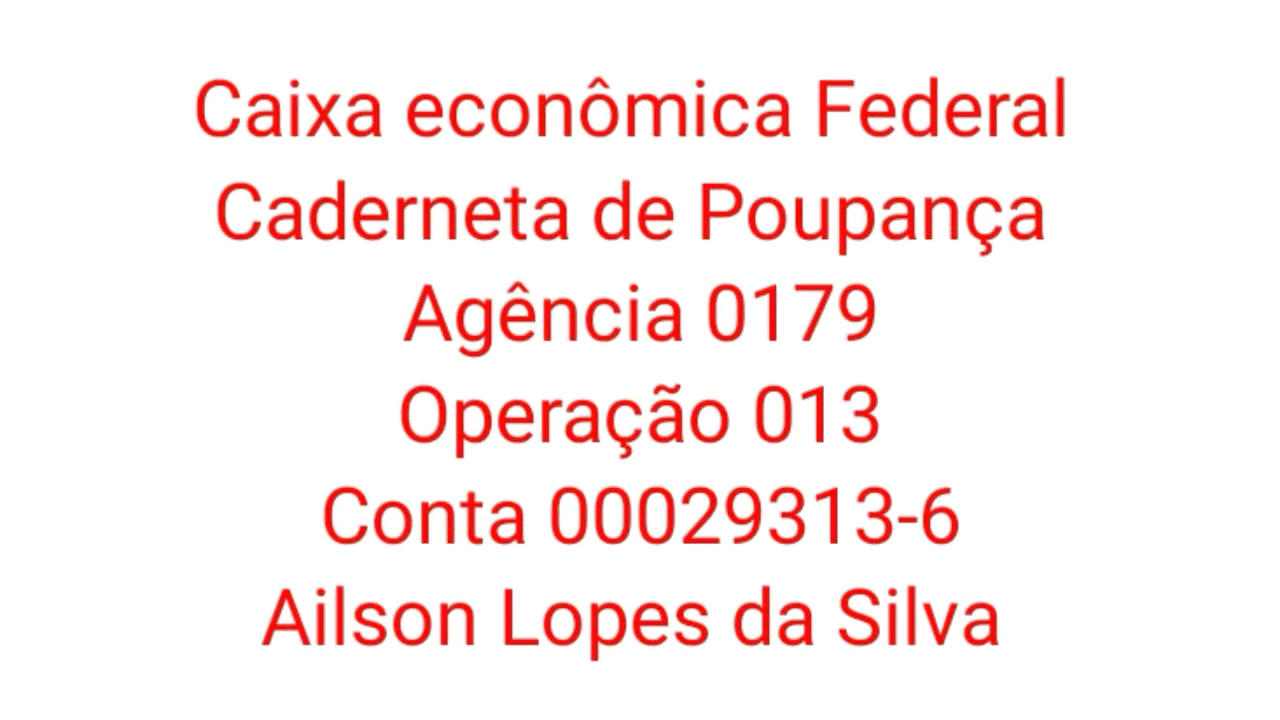 Caixa econômica Federal
Caderneta de Poupança
Agência 0179
Operação 013
Conta 00029313-6
Ailson Lopes da Silva